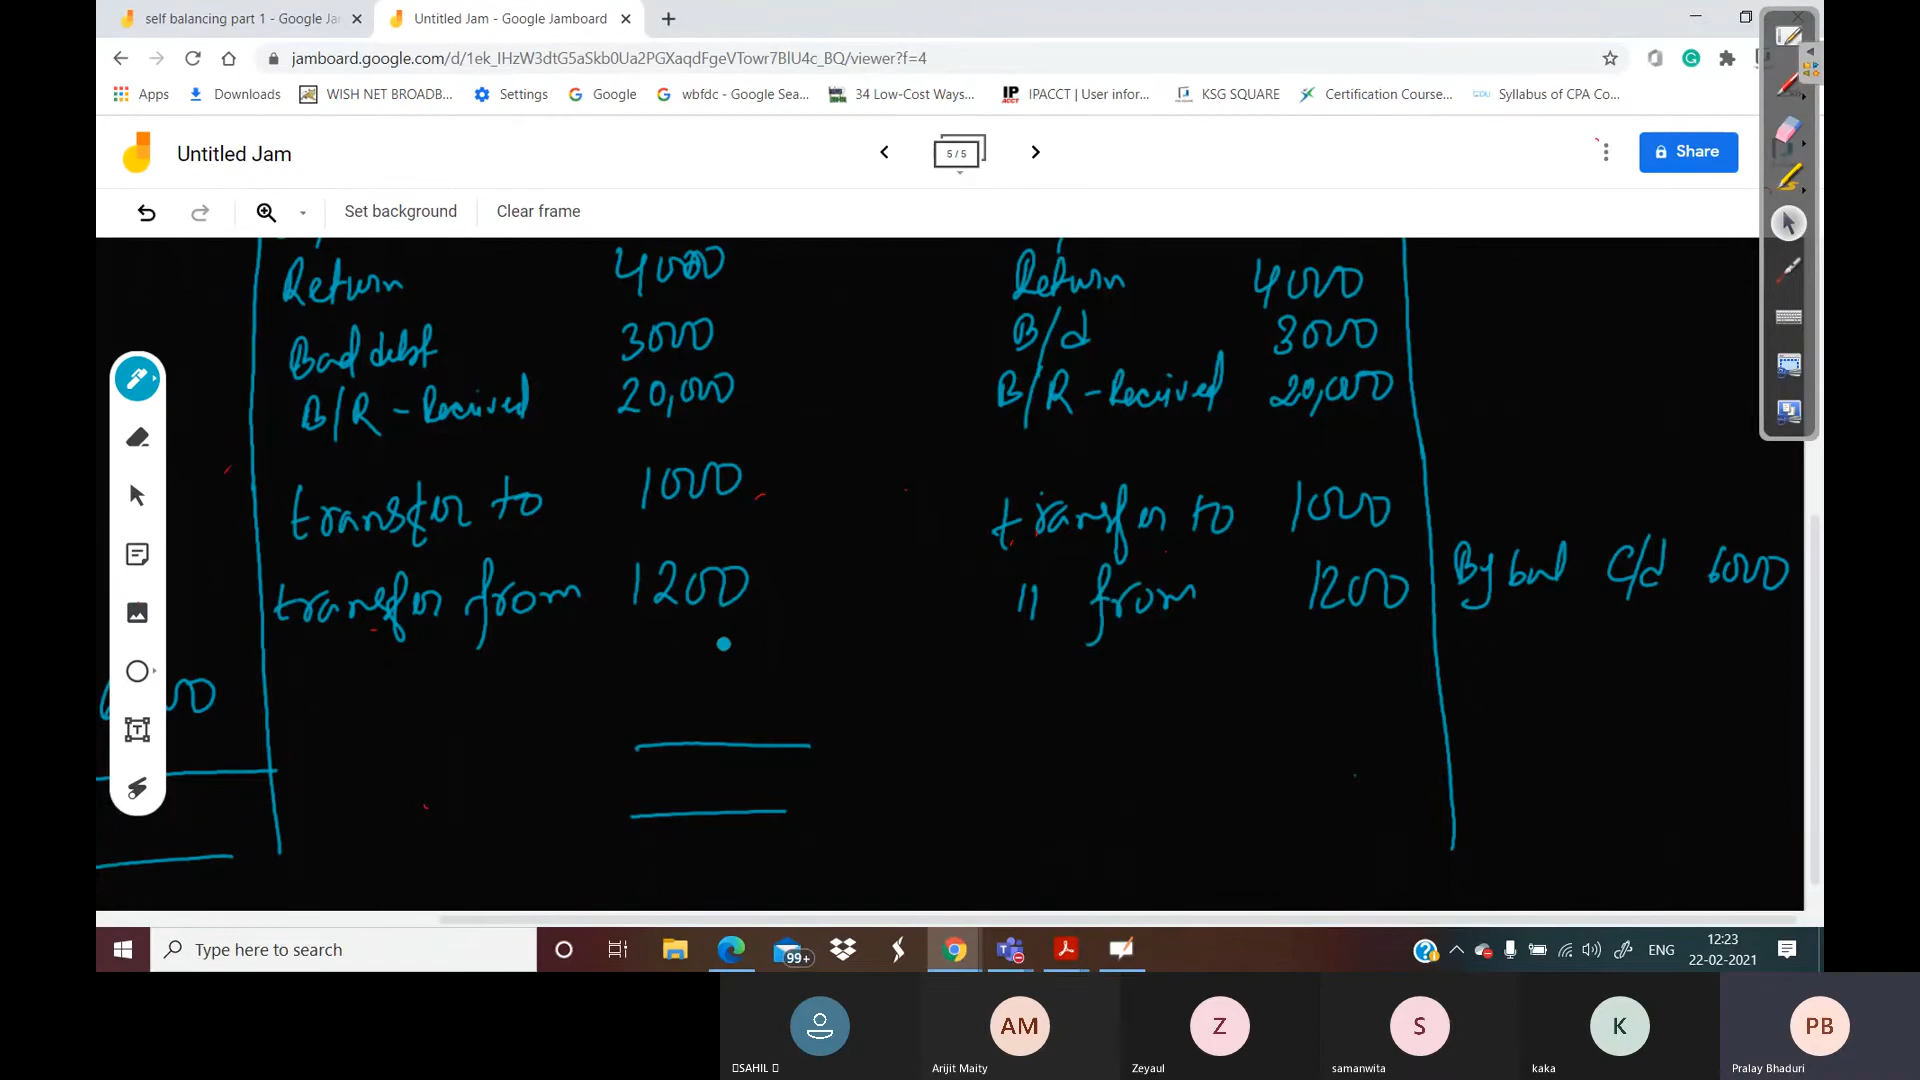 self balancing part 1 - Google Ja
Untitled Jam - Google Jamboard
jamboard.google.com/d/1ek_IHzW3dtG5aSkb0Ua2PGXaqdFgeVTowr7BlU4c_BQ/viewer?f=4
Apps Downloads WISH NET BROADB... Settings Google wbfdc - Google Sea... 34 Low-Cost Ways... IPACCT | User infor... KSG SQUARE Certification Course... Syllabus of CPA Co...
Untitled Jam
5 / 5
Share
Set background Clear frame
Return 4000
Bad debt 3000
B/R - Received 20,000
transfer to 1000
transfer from 1200
Return 4000
B/d 3000
B/R - Received 20,000
transfer to 1000
" from 1200
By bal c/d 6000
Type here to search
99+
ENG
12:23
22-02-2021
AM
Z
S
K
PB
SAHIL
Arijit Maity
Zeyaul
samanwita
kaka
Pralay Bhaduri